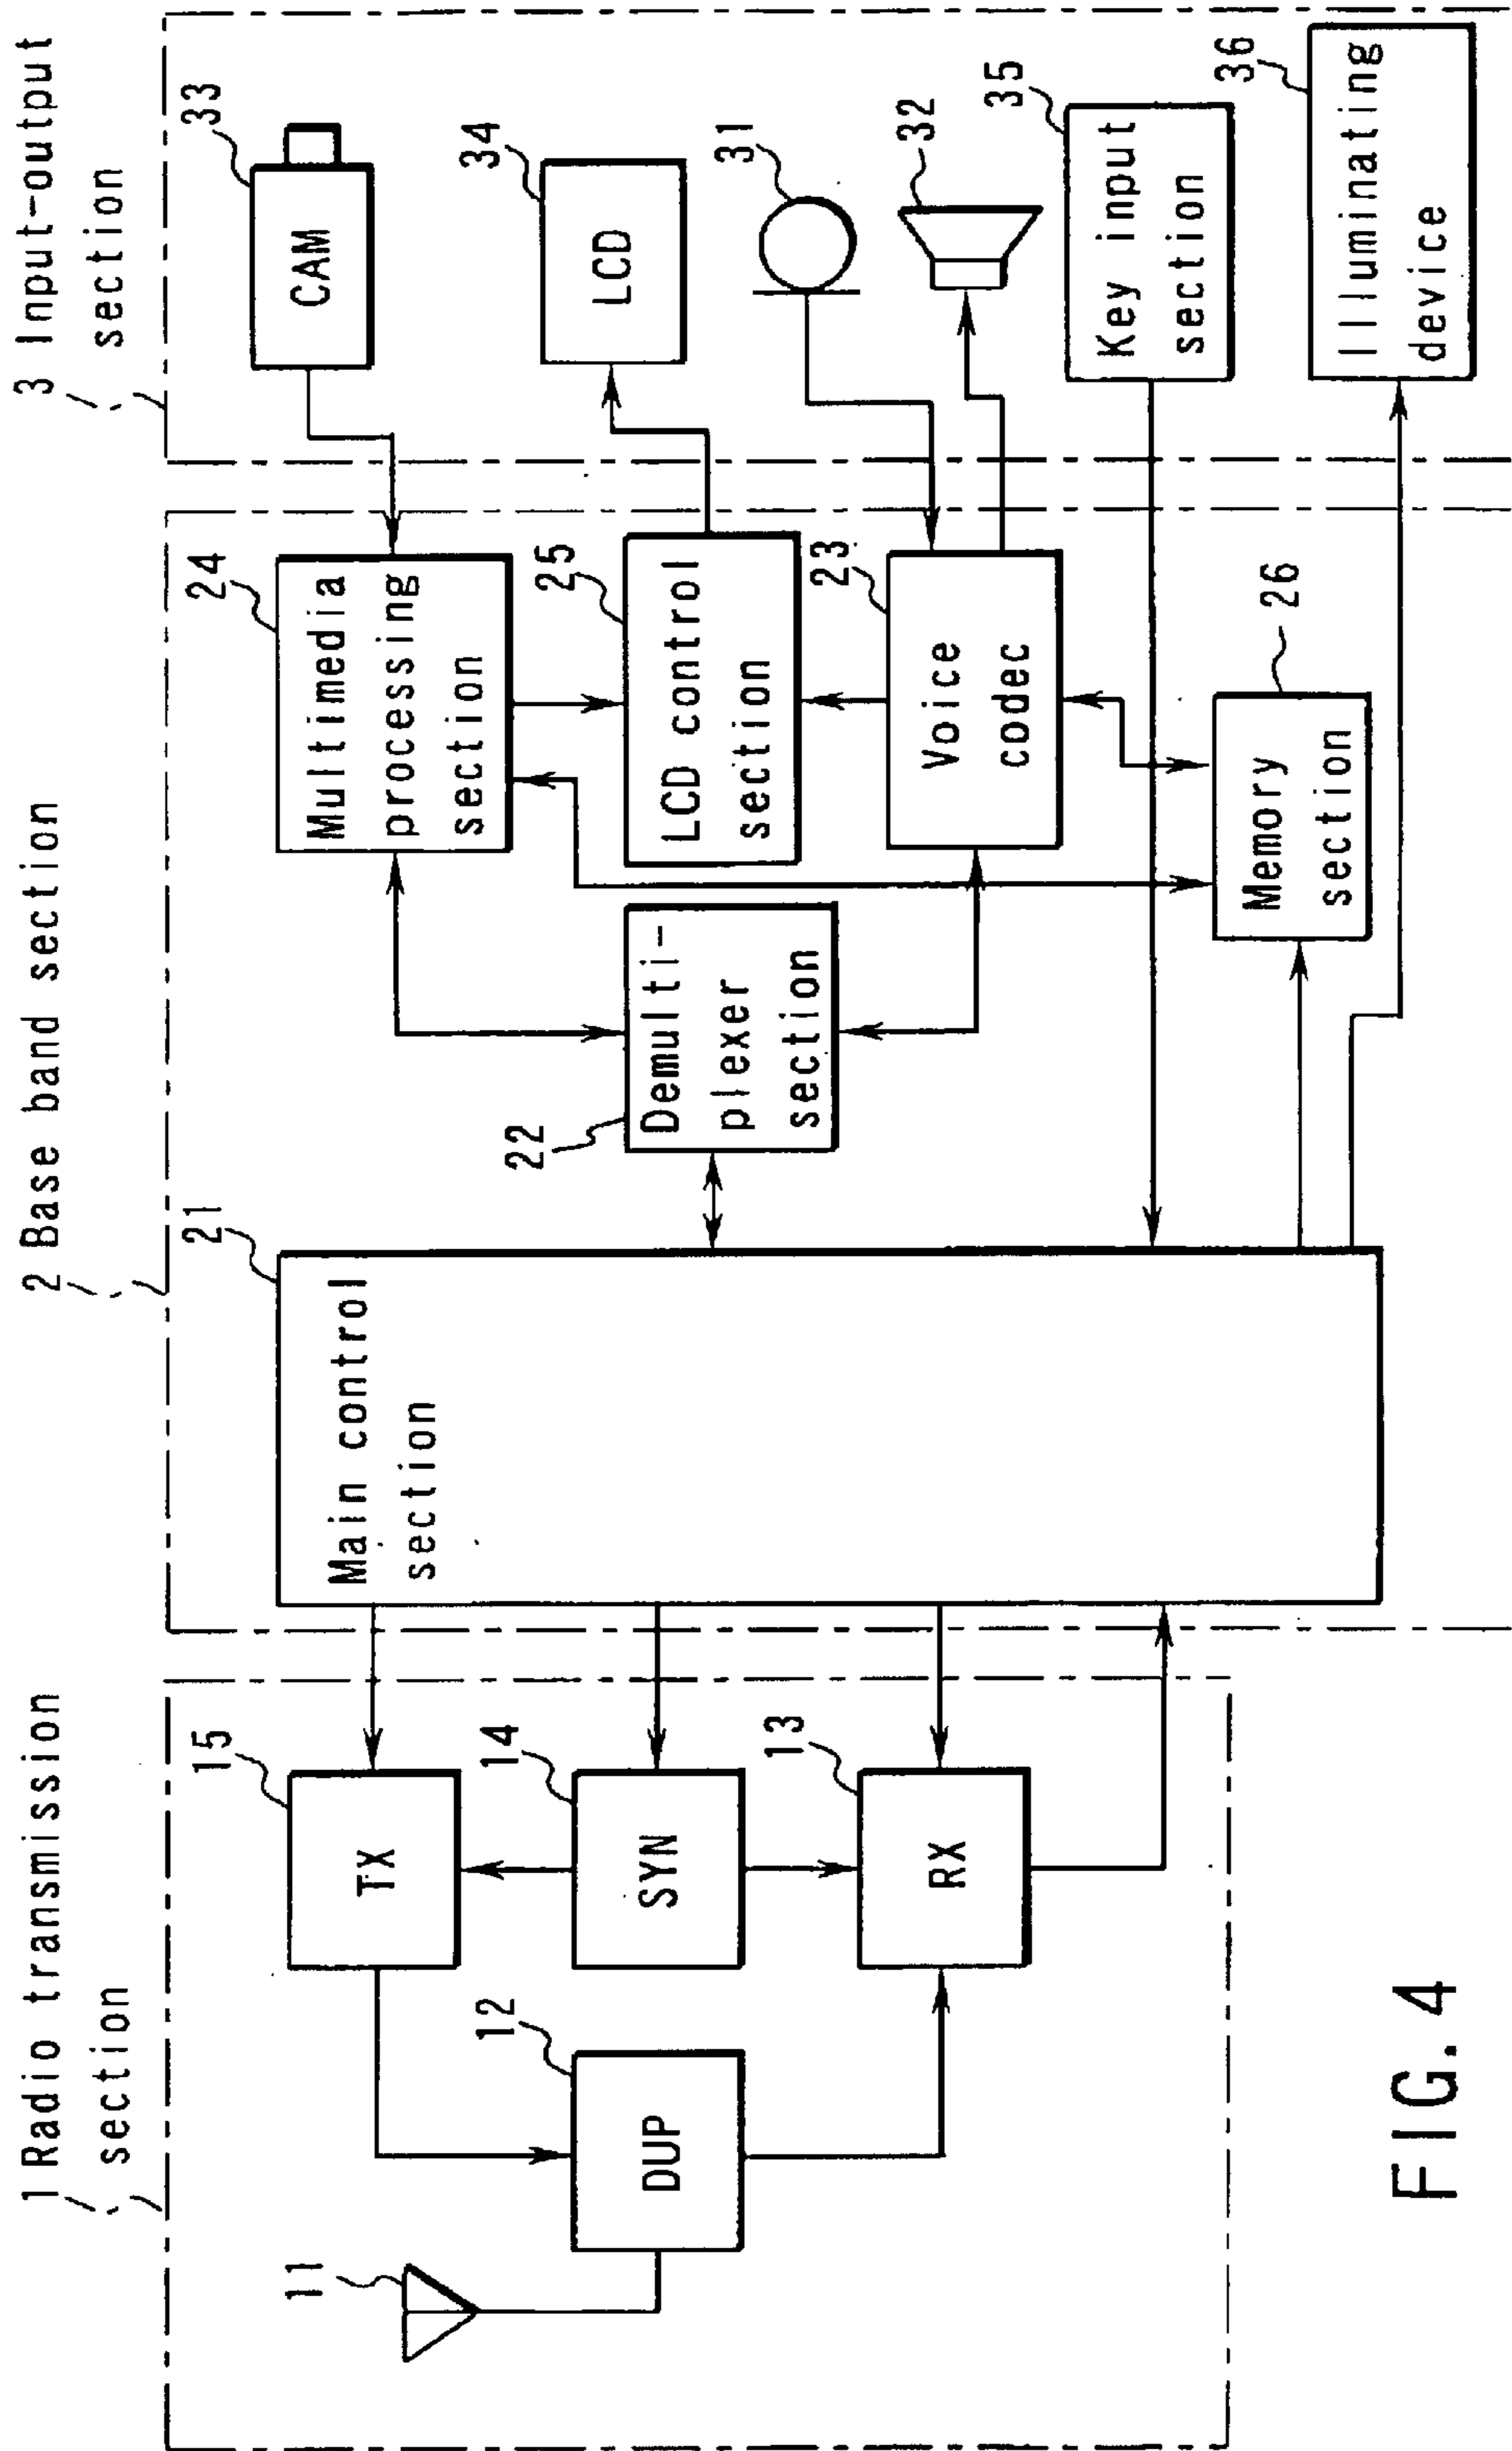 1 Radio transmission
section
2 Base band section
3 Input-output
section
11
12
DUP
15
TX
14
SYN
13
RX
21
Main control
section
22
Demulti-
plexer
section
24
Multimedia
processing
section
25
LCD control
section
23
Voice
codec
26
Memory
section
33
CAM
34
LCD
31
32
35
Key input
section
36
Illuminating
device
FIG. 4